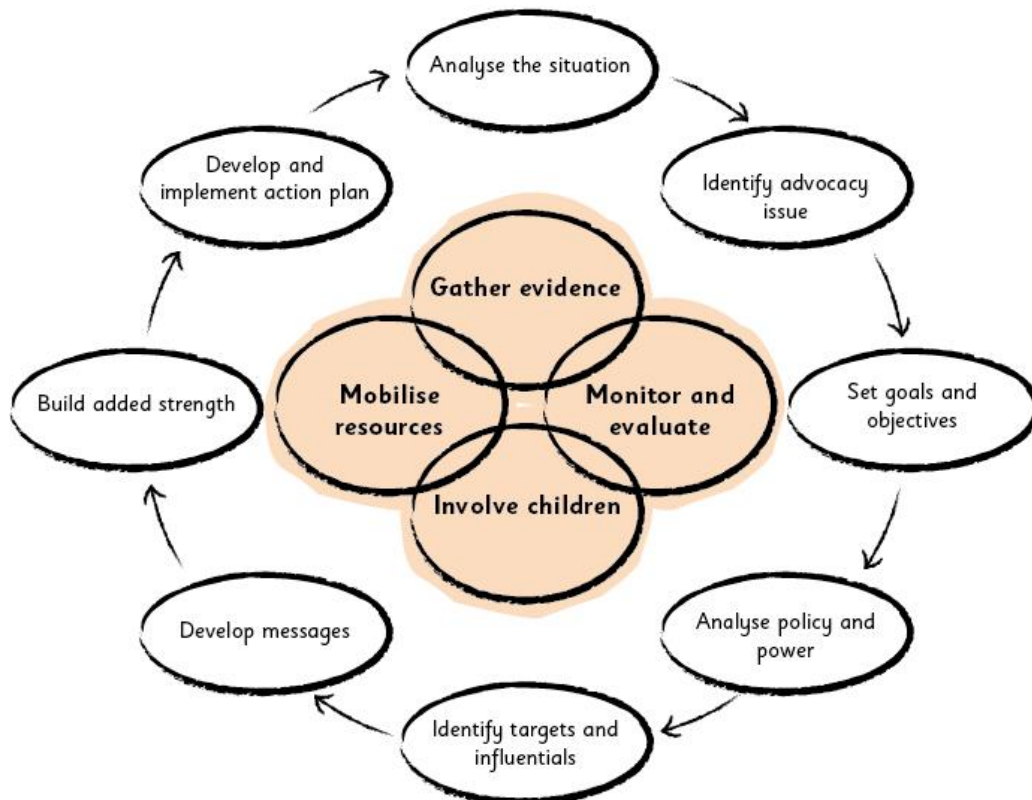 Analyse the situation
Identify advocacy
issue
Set goals and
objectives
Analyse policy and
power
Identify targets and
influentials
Develop messages
Build added strength
Develop and
implement action plan
Gather evidence
Monitor and
evaluate
Involve children
Mobilise
resources